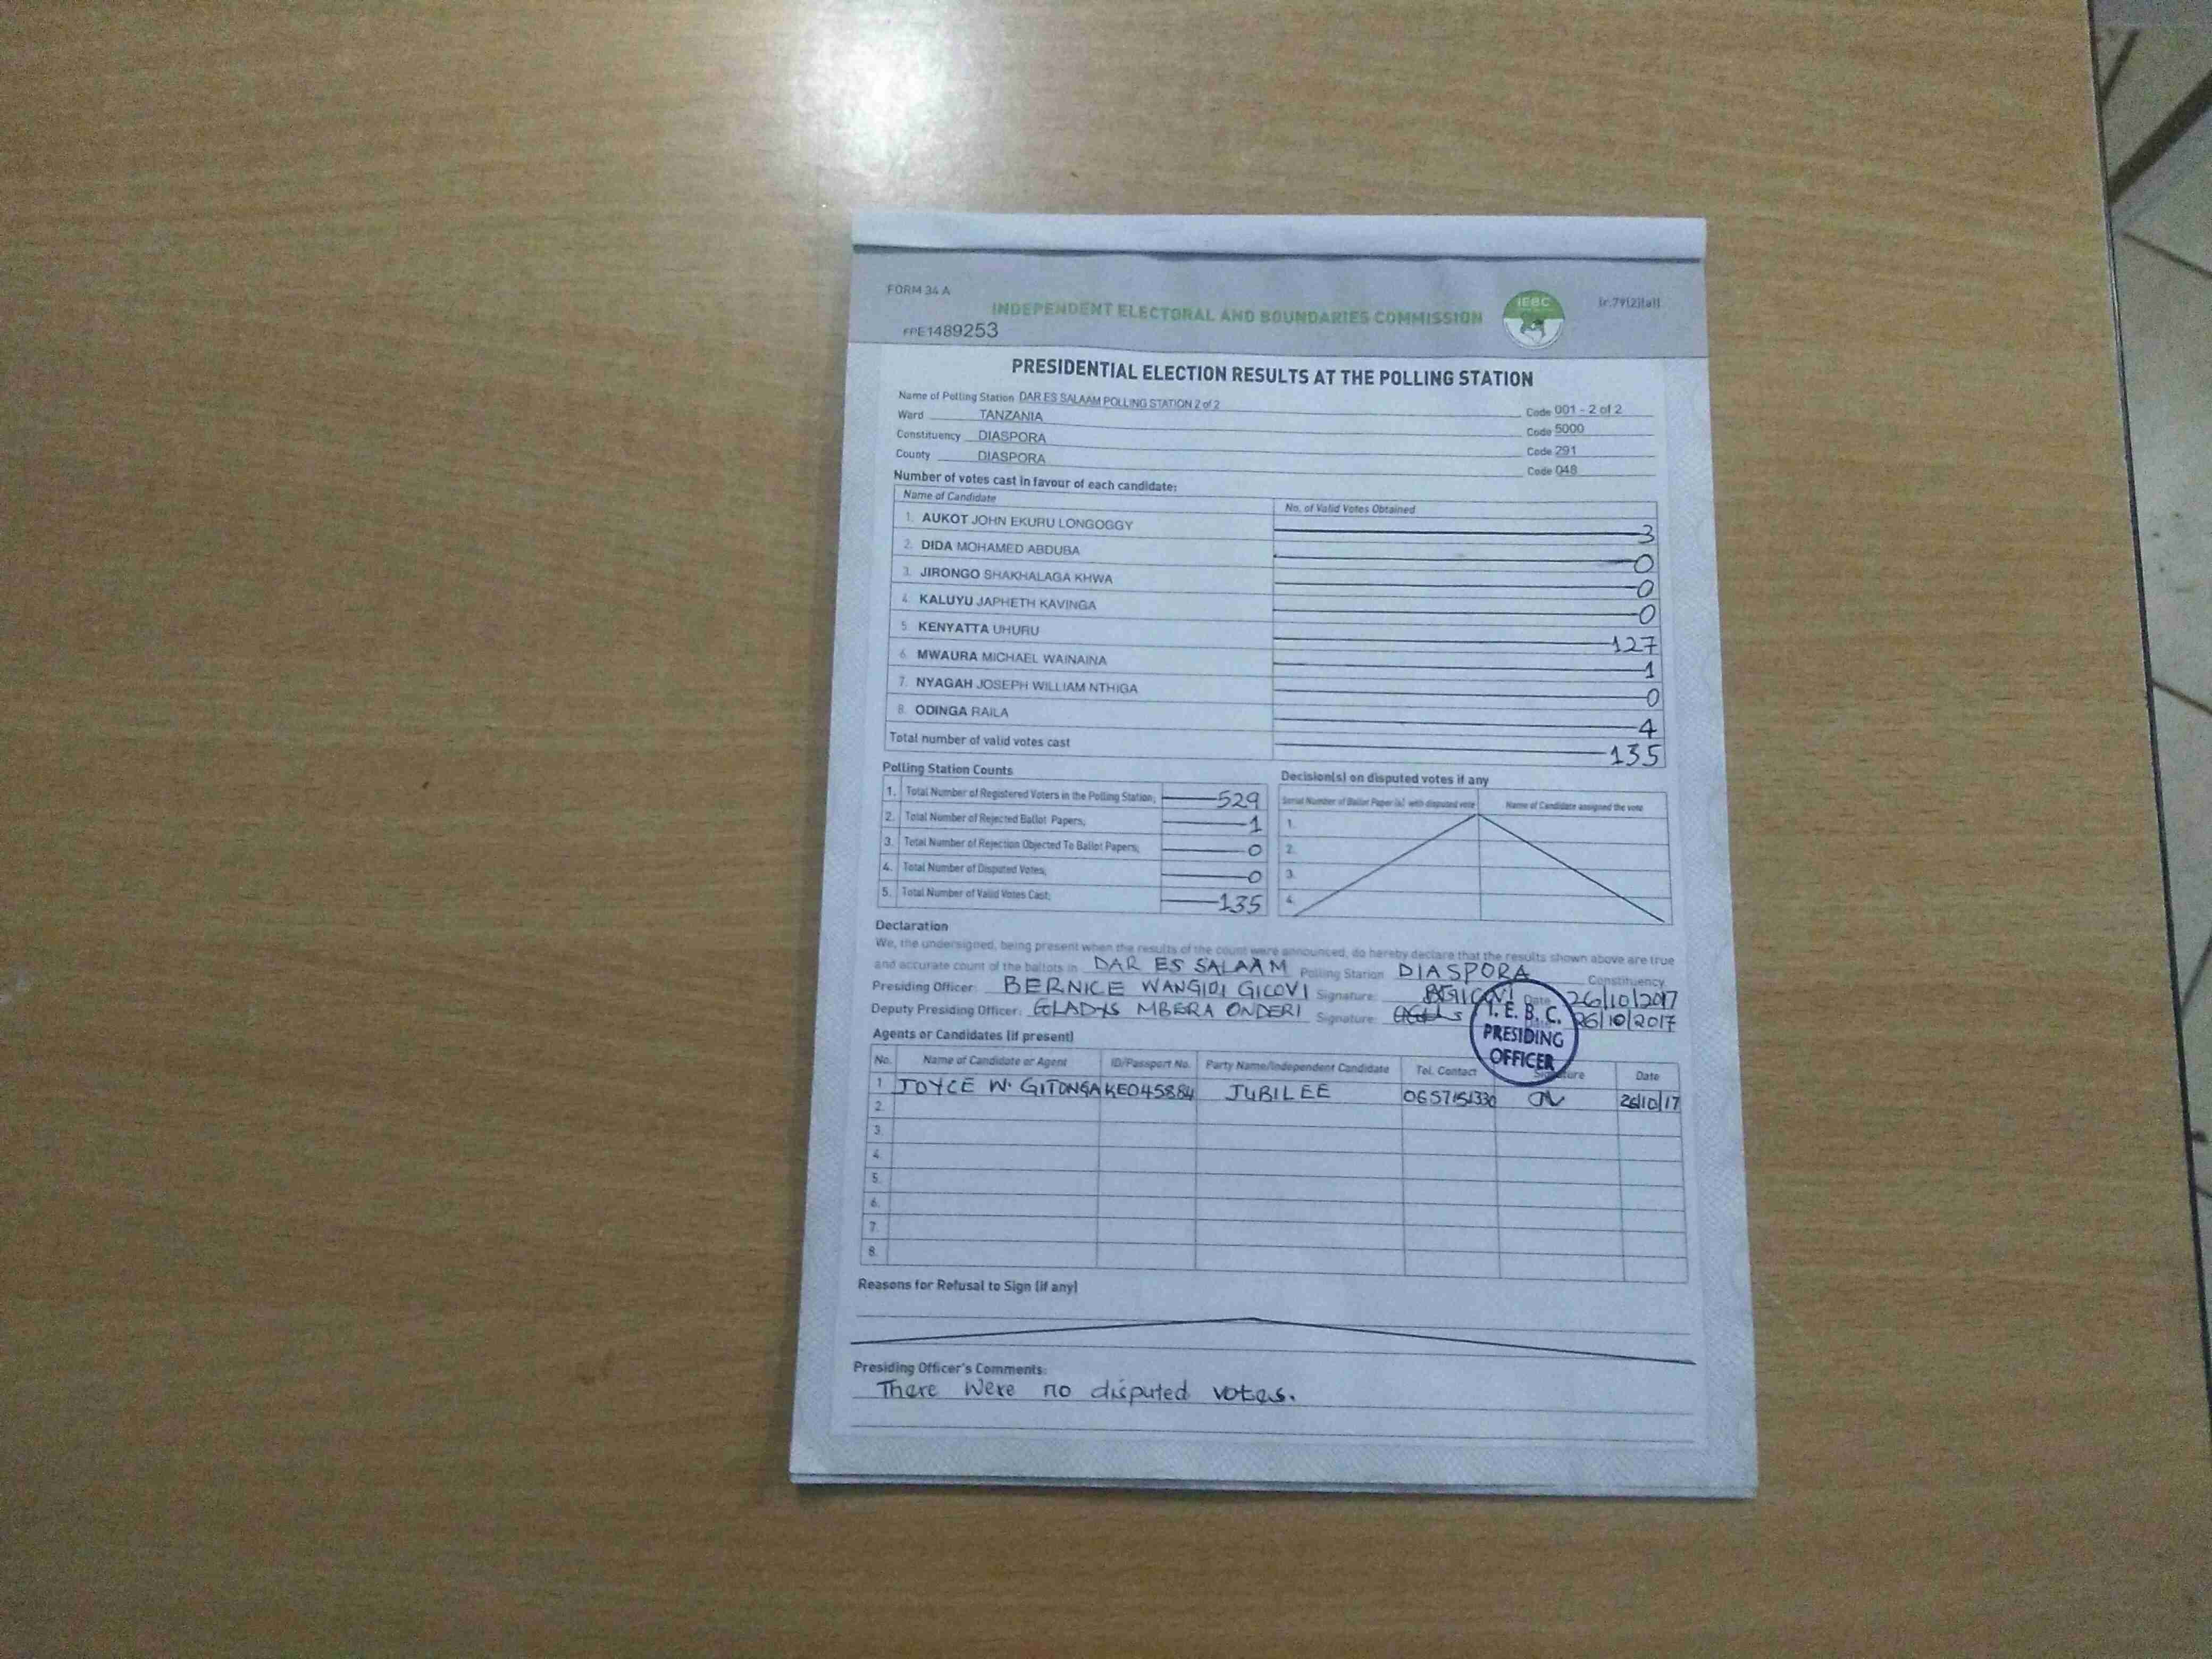 FORM 34 A
INDEPENDENT ELECTORAL AND BOUNDARIES COMMISSION
IEBC
(r.79(2)(a))
FPE1489253
PRESIDENTIAL ELECTION RESULTS AT THE POLLING STATION
Name of Polling Station DAR ES SALAAM POLLING STATION 2 of 2 Code 001 - 2 of 2
Ward TANZANIA Code 5000
Constituency DIASPORA Code 291
County DIASPORA Code 048
Number of votes cast in favour of each candidate:
Name of Candidate No. of Valid Votes Obtained
1. AUKOT JOHN EKURU LONGOGGY 3
2. DIDA MOHAMED ABDUBA 0
3. JIRONGO SHAKHALAGA KHWA 0
4. KALUYU JAPHETH KAVINGA 0
5. KENYATTA UHURU 127
6. MWAURA MICHAEL WAINAINA 1
7. NYAGAH JOSEPH WILLIAM NTHIGA 0
8. ODINGA RAILA 4
Total number of valid votes cast 135
Polling Station Counts
1. Total Number of Registered Voters in the Polling Station; 529
2. Total Number of Rejected Ballot Papers; 1
3. Total Number of Rejection Objected To Ballot Papers; 0
4. Total Number of Disputed Votes; 0
5. Total Number of Valid Votes Cast; 135
Decision(s) on disputed votes if any
Serial Number of Ballot Paper (s) with disputed vote Name of Candidate assigned the vote
1.
2.
3.
4.
Declaration
We, the undersigned, being present when the results of the count were announced, do hereby declare that the results shown above are true
and accurate count of the ballots in DAR ES SALAAM Polling Station DIASPORA Constituency
Presiding Officer: BERNICE WANGIDI GICOVI Signature: Date 26/10/2017
Deputy Presiding Officer: GLADYS MBERA ONDERI Signature: 26/10/2017
I. E. B. C.
PRESIDING
OFFICER
Agents or Candidates (if present)
No. Name of Candidate or Agent ID/Passport No. Party Name/Independent Candidate Tel. Contact Signature Date
1 JOYCE W. GITONGA KE045884 JUBILEE 0657151330 26/10/17
2.
3.
4.
5.
6.
7.
8.
Reasons for Refusal to Sign (if any)
Presiding Officer's Comments:
There were no disputed votes.